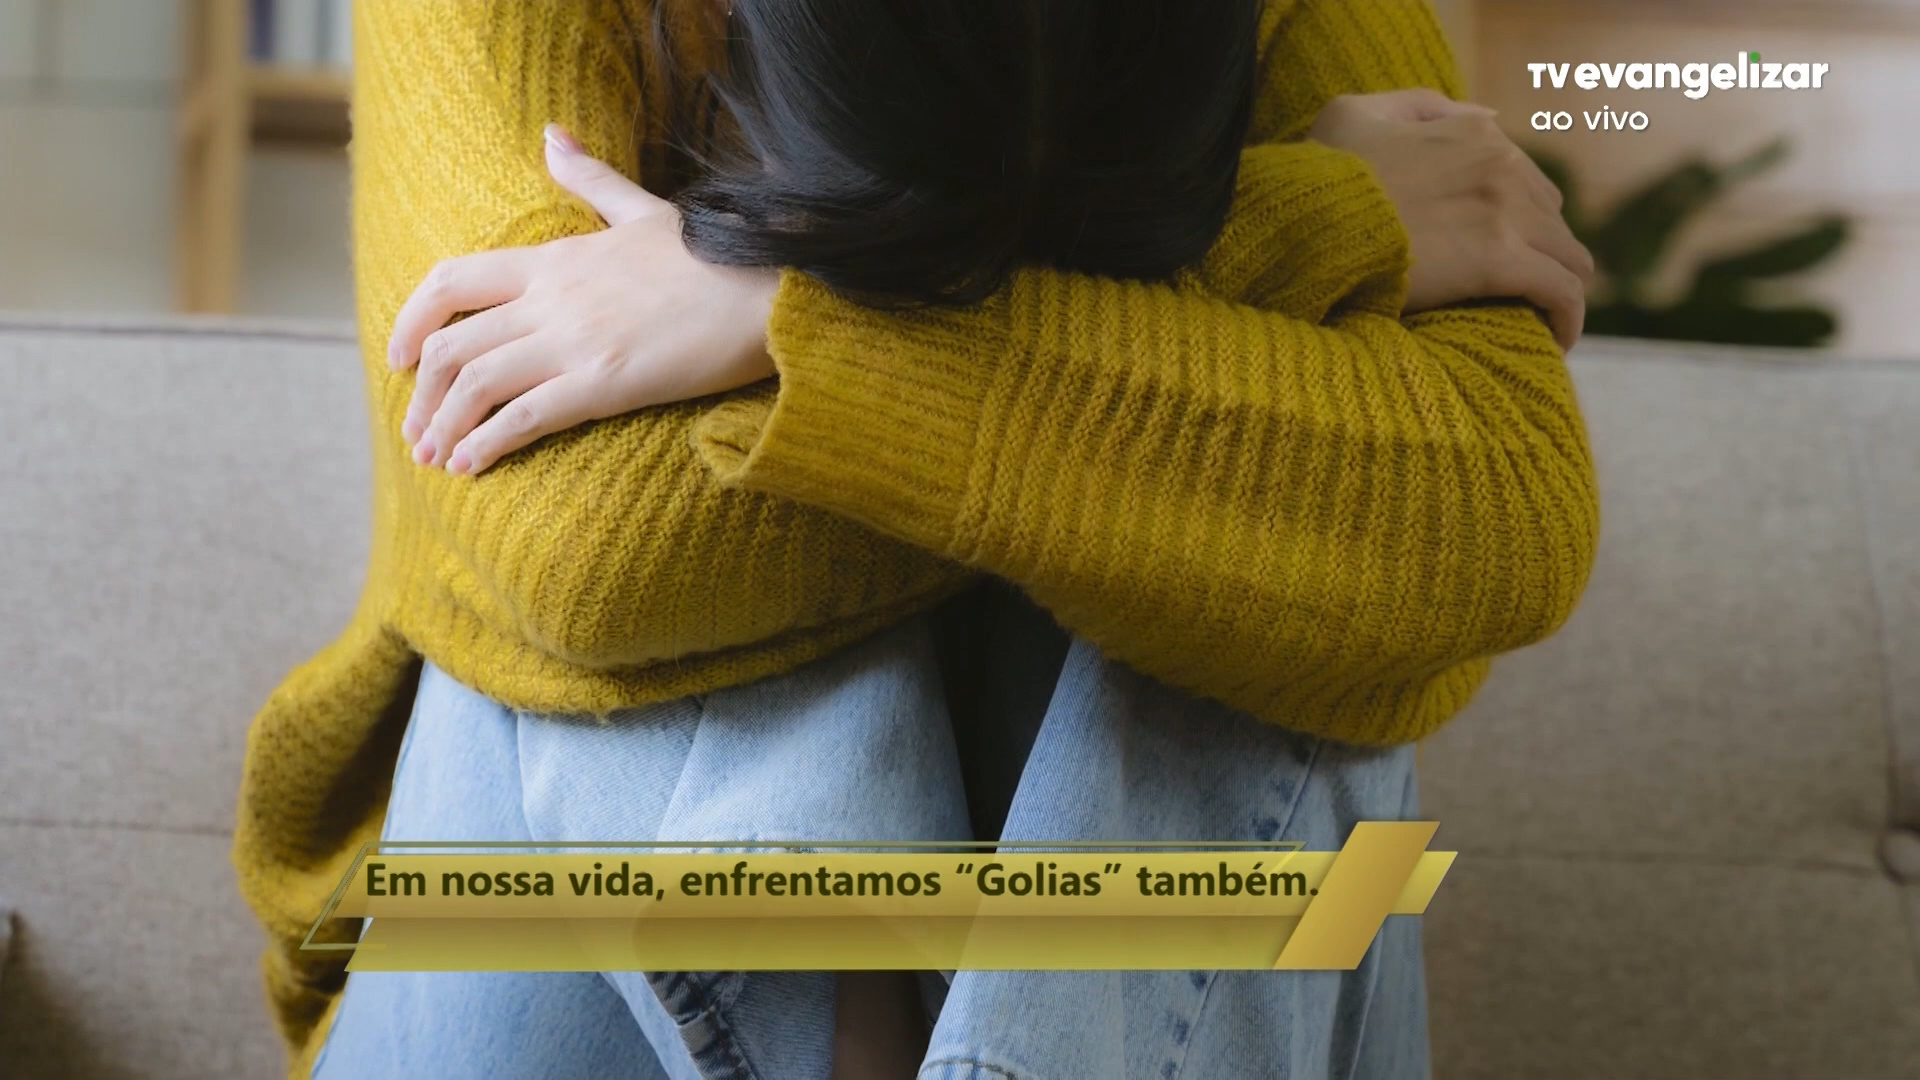 TV evangelizar
ao vivo
Em nossa vida, enfrentamos “Golias” também.